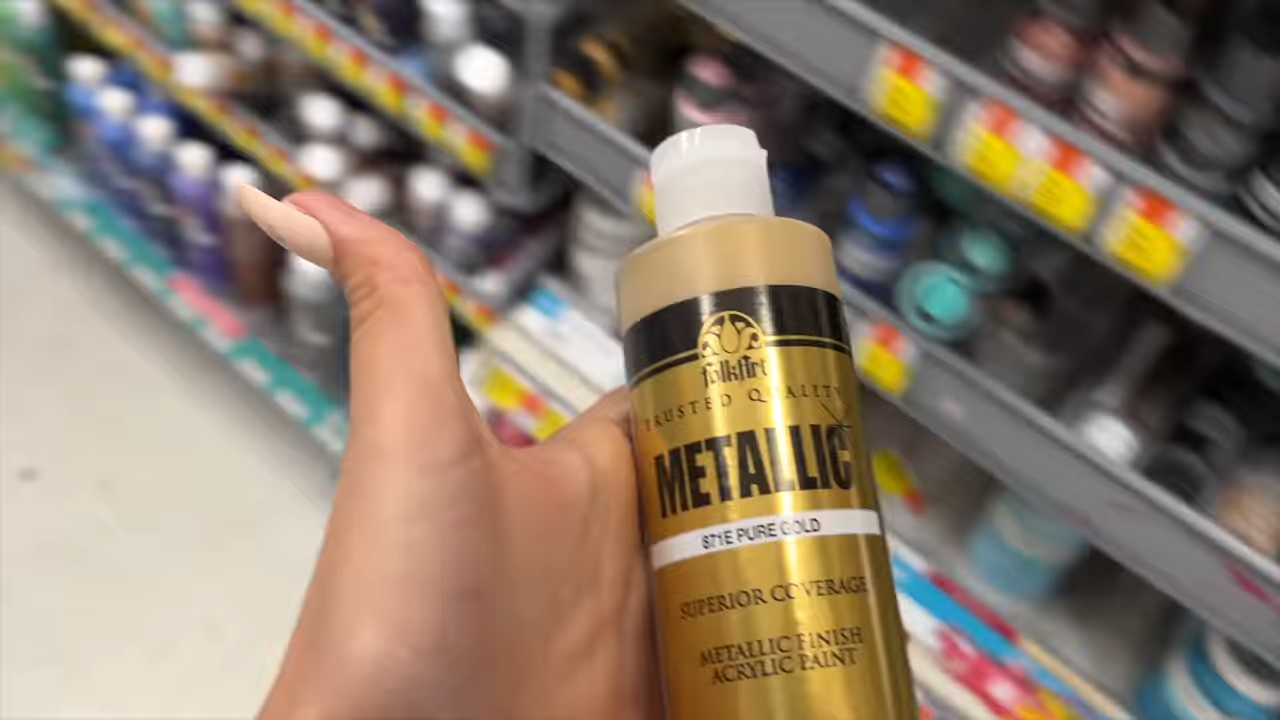 folkArt
TRUSTED QUALITY
METALLIC
671E PURE GOLD
SUPERIOR COVERAGE
METALLIC FINISH
ACRYLIC PAINT